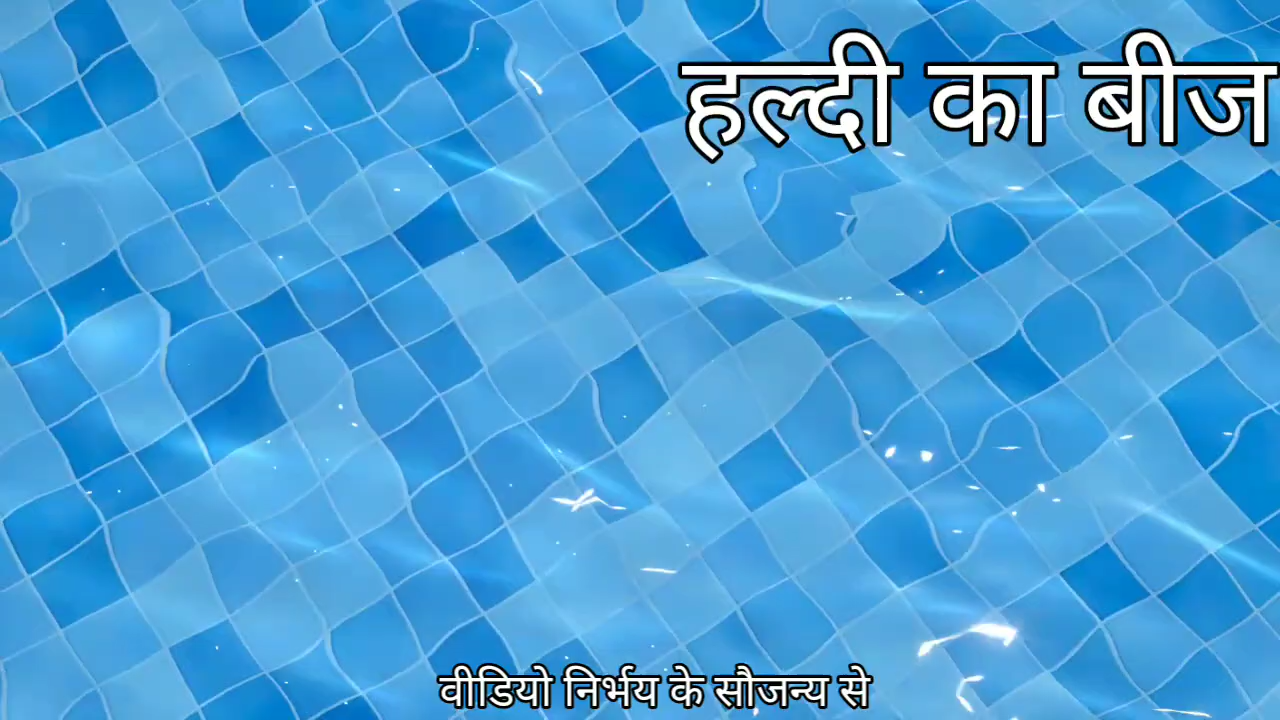 हल्दी का बीज
वीडियो निर्भय के सौजन्य से